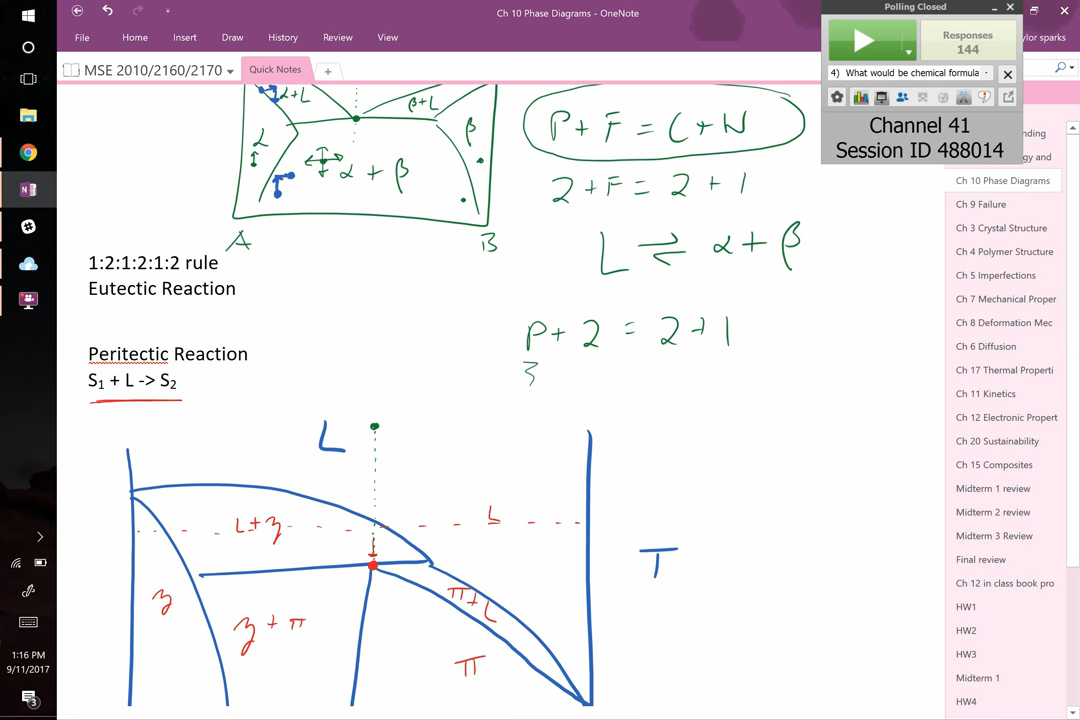 Ch 10 Phase Diagrams - OneNote
File Home Insert Draw History Review View
MSE 2010/2160/2170
Quick Notes
+
Polling Closed
Responses
144
4) What would be chemical formula
Channel 41
Session ID 488014
ylor sparks
α+L
β+L
α
β
α + β
A
B
P + F = C + N
2 + F = 2 + 1
L ⇌ α + β
1:2:1:2:1:2 rule
Eutectic Reaction
P + 2 = 2 + 1
3
Peritectic Reaction
S₁ + L -> S₂
L
L
π+L
π
T
nding
gy and
Ch 10 Phase Diagrams
Ch 9 Failure
Ch 3 Crystal Structure
Ch 4 Polymer Structure
Ch 5 Imperfections
Ch 7 Mechanical Proper
Ch 8 Deformation Mec
Ch 6 Diffusion
Ch 17 Thermal Properti
Ch 11 Kinetics
Ch 12 Electronic Propert
Ch 20 Sustainability
Ch 15 Composites
Midterm 1 review
Midterm 2 review
Midterm 3 Review
Final review
Ch 12 in class book pro
HW1
HW2
HW3
Midterm 1
HW4
1:16 PM
9/11/2017
3